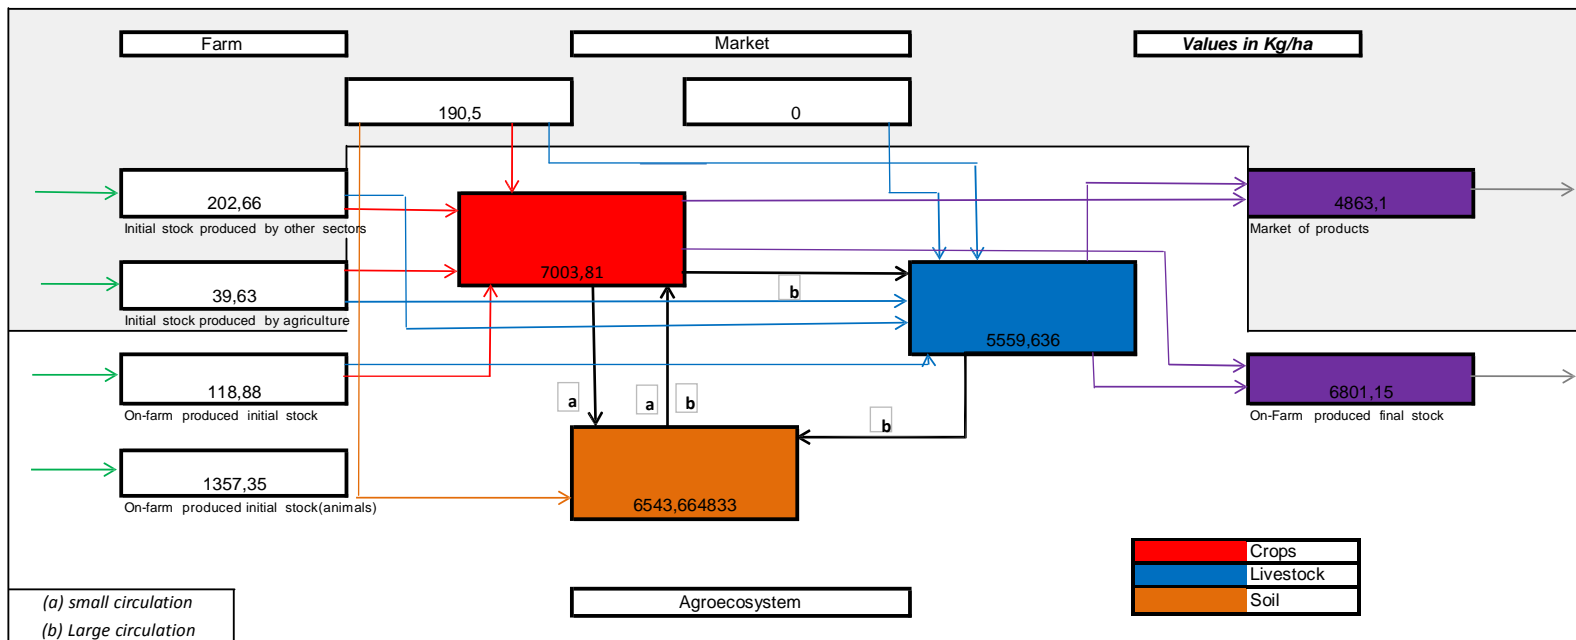 Farm
Market
Values in Kg/ha
190,5
0
202,66
Initial stock produced by other sectors
4863,1
Market of products
7003,81
39,63
Initial stock produced by agriculture
b
5559,636
118,88
On-farm produced initial stock
a
a
b
b
6801,15
On-Farm produced final stock
1357,35
On-farm produced initial stock(animals)
6543,664833
Crops
Livestock
Soil
Agroecosystem
(a) small circulation
(b) Large circulation